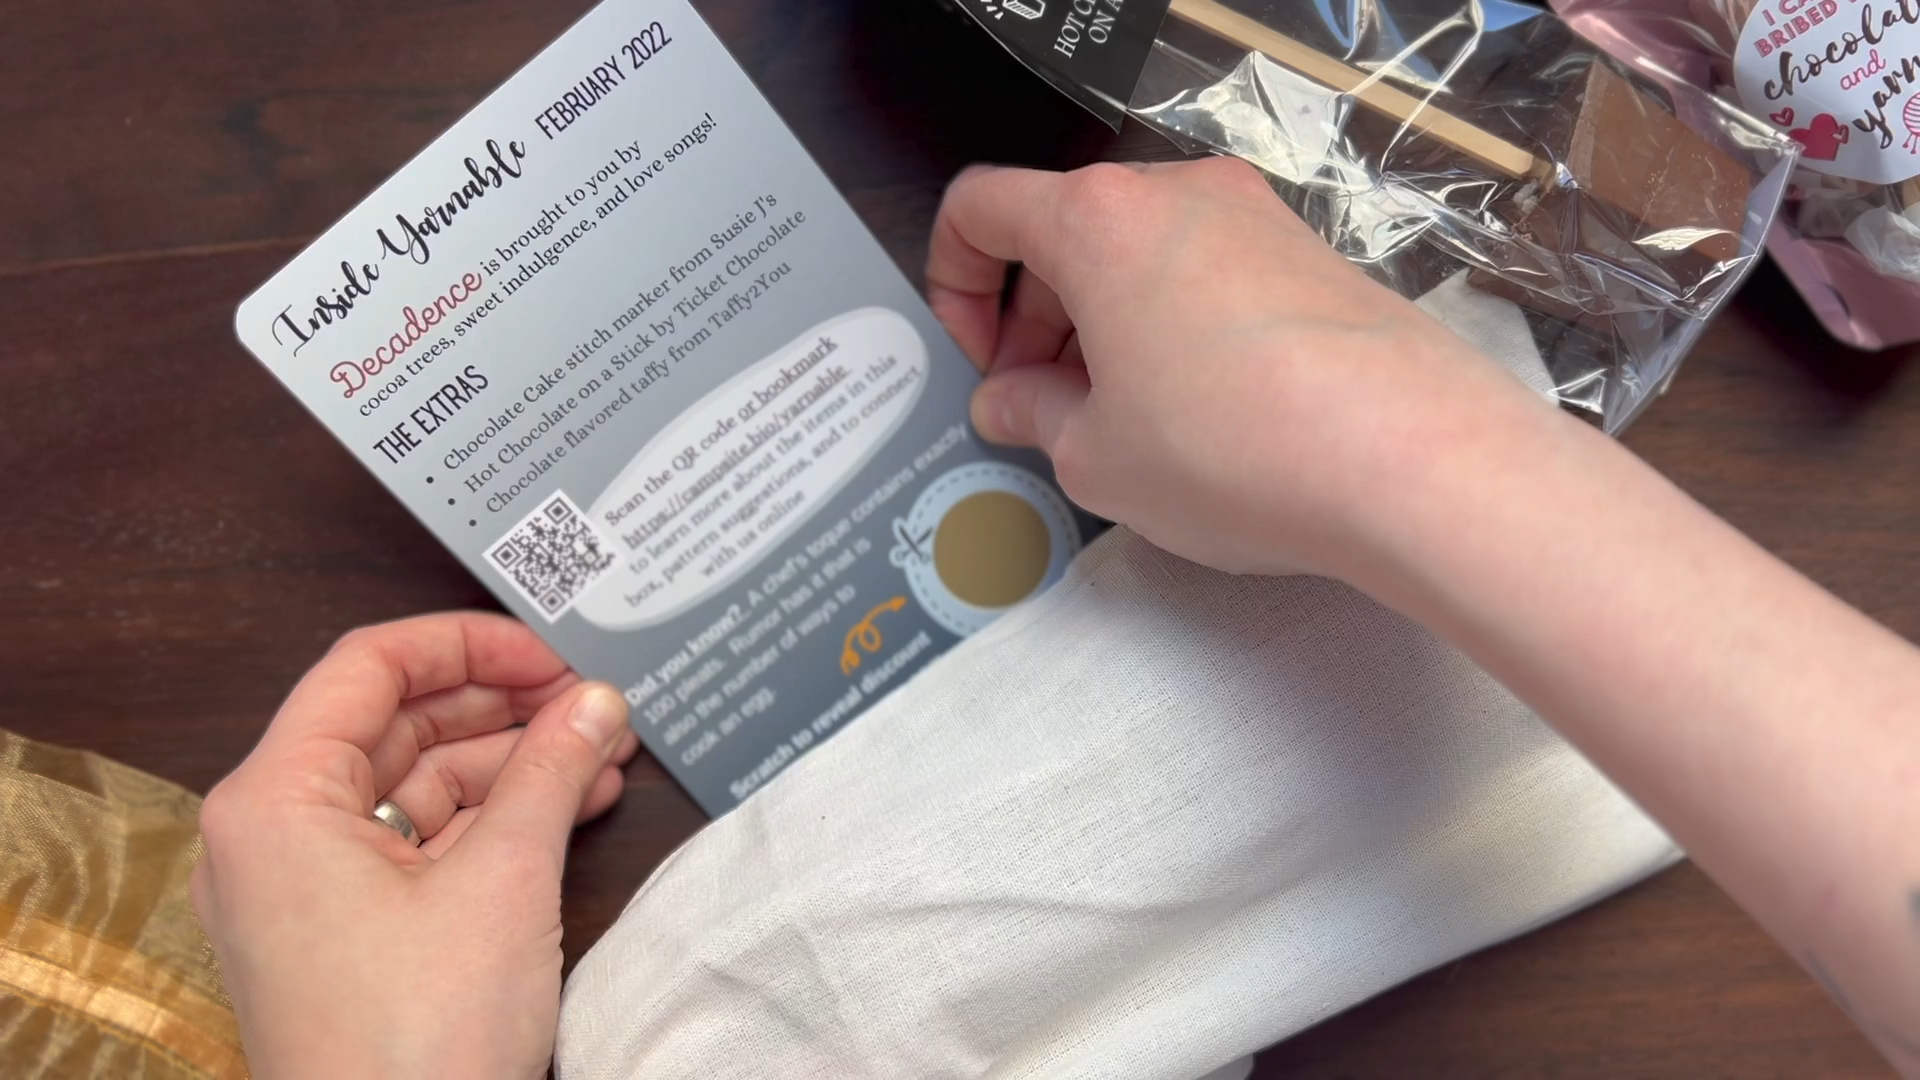 Inside Yarnable FEBRUARY 2022
Decadence is brought to you by
cocoa trees, sweet indulgence, and love songs!
THE EXTRAS
• Chocolate Cake stitch marker from Susie J's
• Hot Chocolate on a Stick by Ticket Chocolate
• Chocolate flavored taffy from Taffy2You
Scan the QR code or bookmark
https://campsite.bio/yarnable
to learn more about the items in this
box, pattern suggestions, and to connect
with us online
Did you know?. A chef's toque contains exactly
100 pleats. Rumor has it that is
also the number of ways to
cook an egg.
Scratch to reveal discount
HOT
ON A
I
BRIBED
chocolate
and
yarn